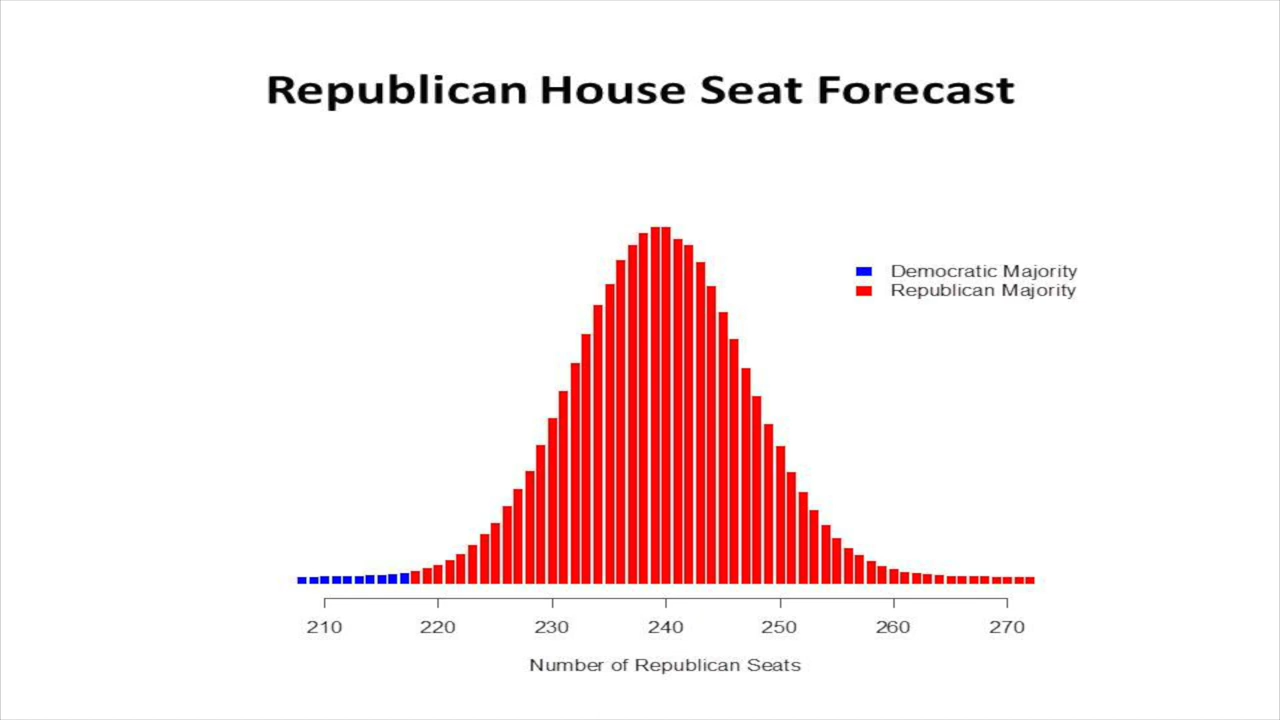 Republican House Seat Forecast
Democratic Majority
Republican Majority
210 220 230 240 250 260 270
Number of Republican Seats